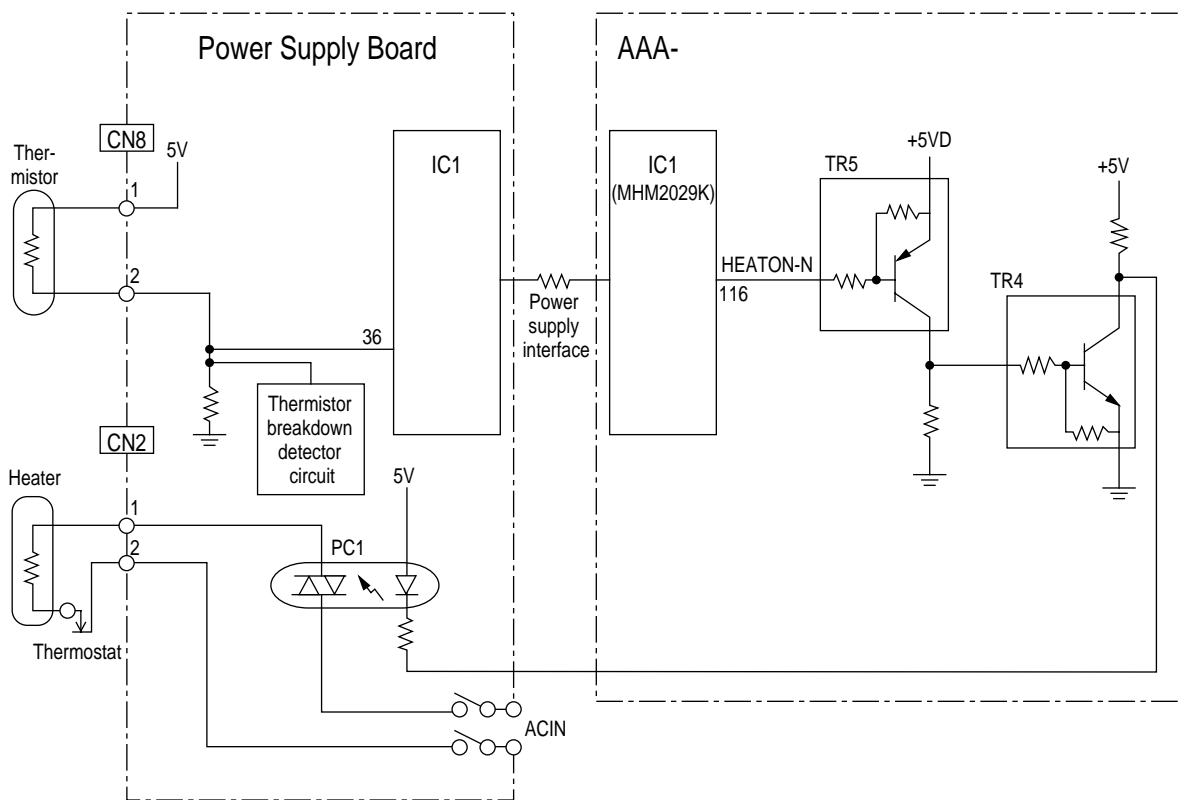 Power Supply Board
AAA-
CN8
Ther-
mistor
5V
1
2
36
IC1
Power
supply
interface
IC1
(MHM2029K)
HEATON-N
116
+5VD
TR5
+5V
TR4
Thermistor
breakdown
detector
circuit
CN2
Heater
1
2
Thermostat
5V
PC1
ACIN